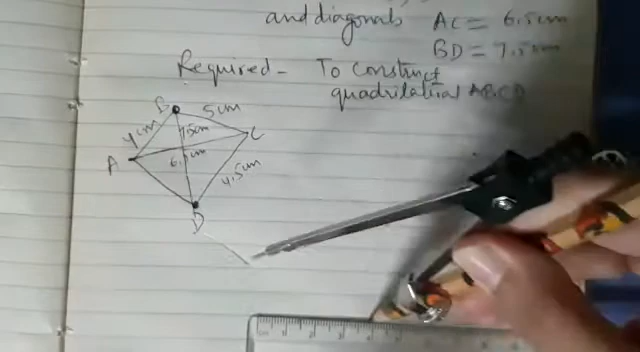 and diagonals AC = 6.5cm
BD = 7.5cm
Required - To construct
quadrilateral ABCD
B
5cm
4cm
7.5cm
C
A
6.5cm
4.5cm
D